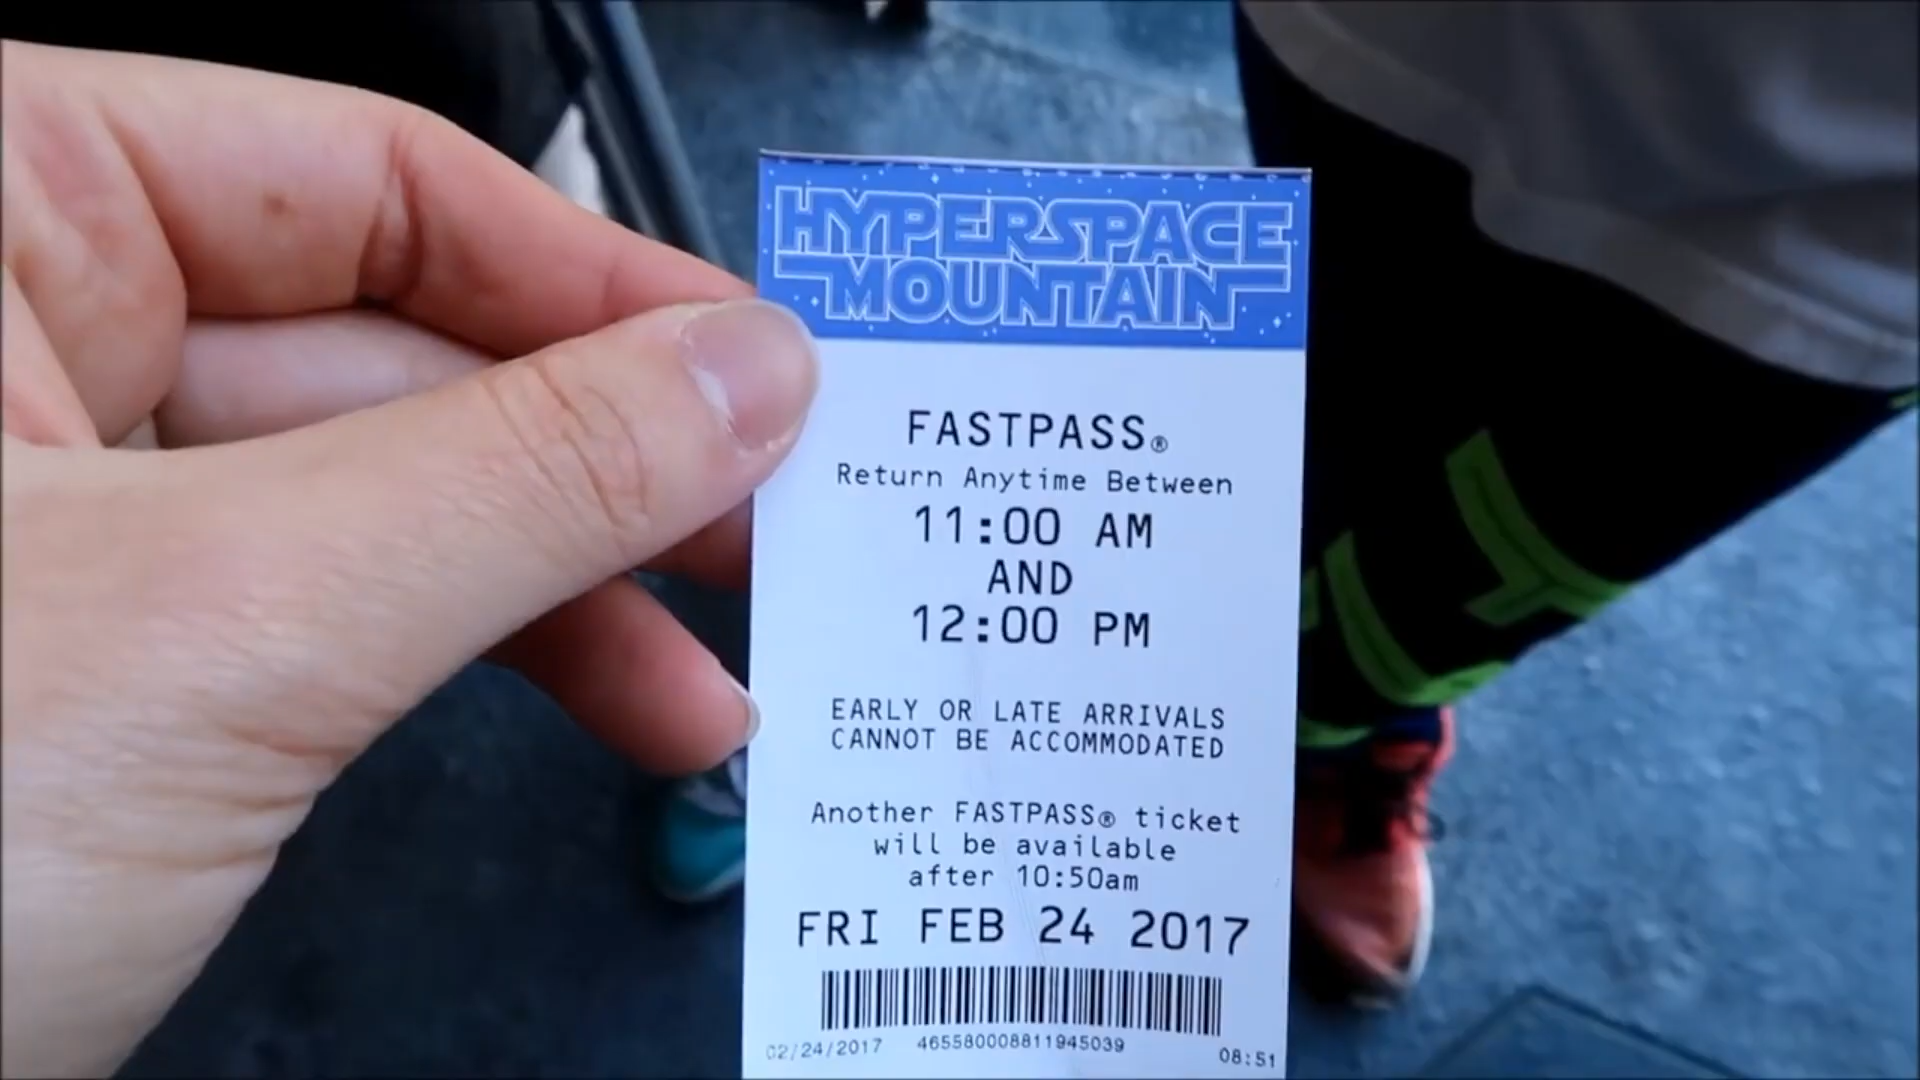 HYPERSPACE
MOUNTAIN
FASTPASS®
Return Anytime Between
11:00 AM
AND
12:00 PM
EARLY OR LATE ARRIVALS
CANNOT BE ACCOMMODATED
Another FASTPASS® ticket
will be available
after 10:50am
FRI FEB 24 2017
02/24/2017 465580008811945039 08:51